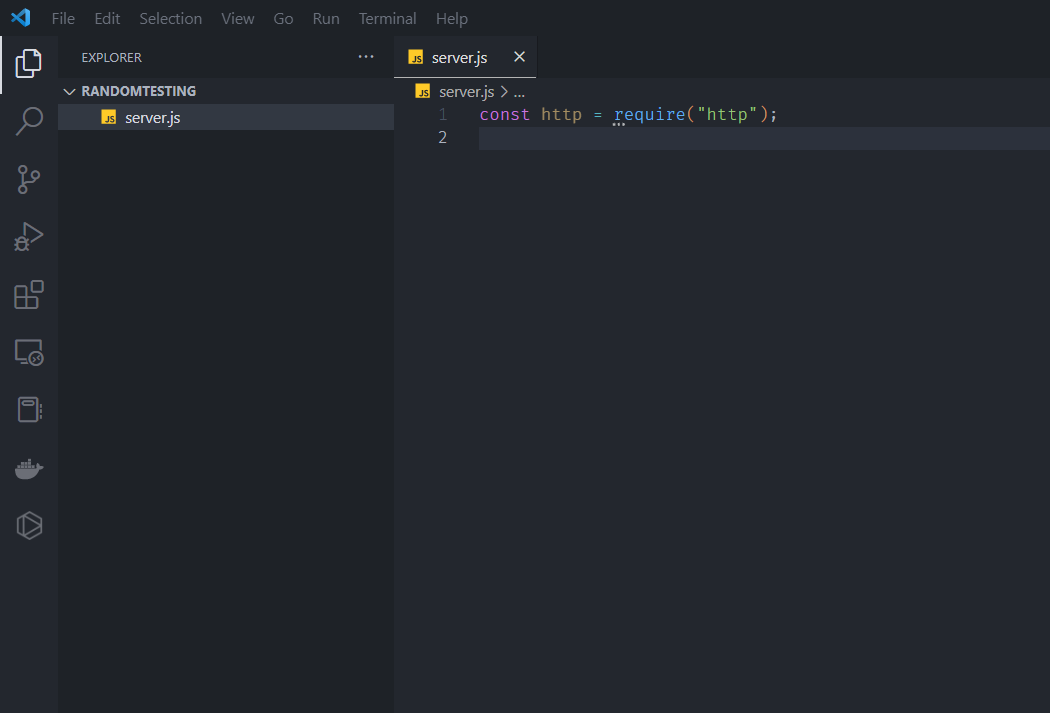 File Edit Selection View Go Run Terminal Help
EXPLORER ...
JS server.js ×
RANDOMTESTING
JS server.js
JS server.js > ...
1 const http = require("http");
2